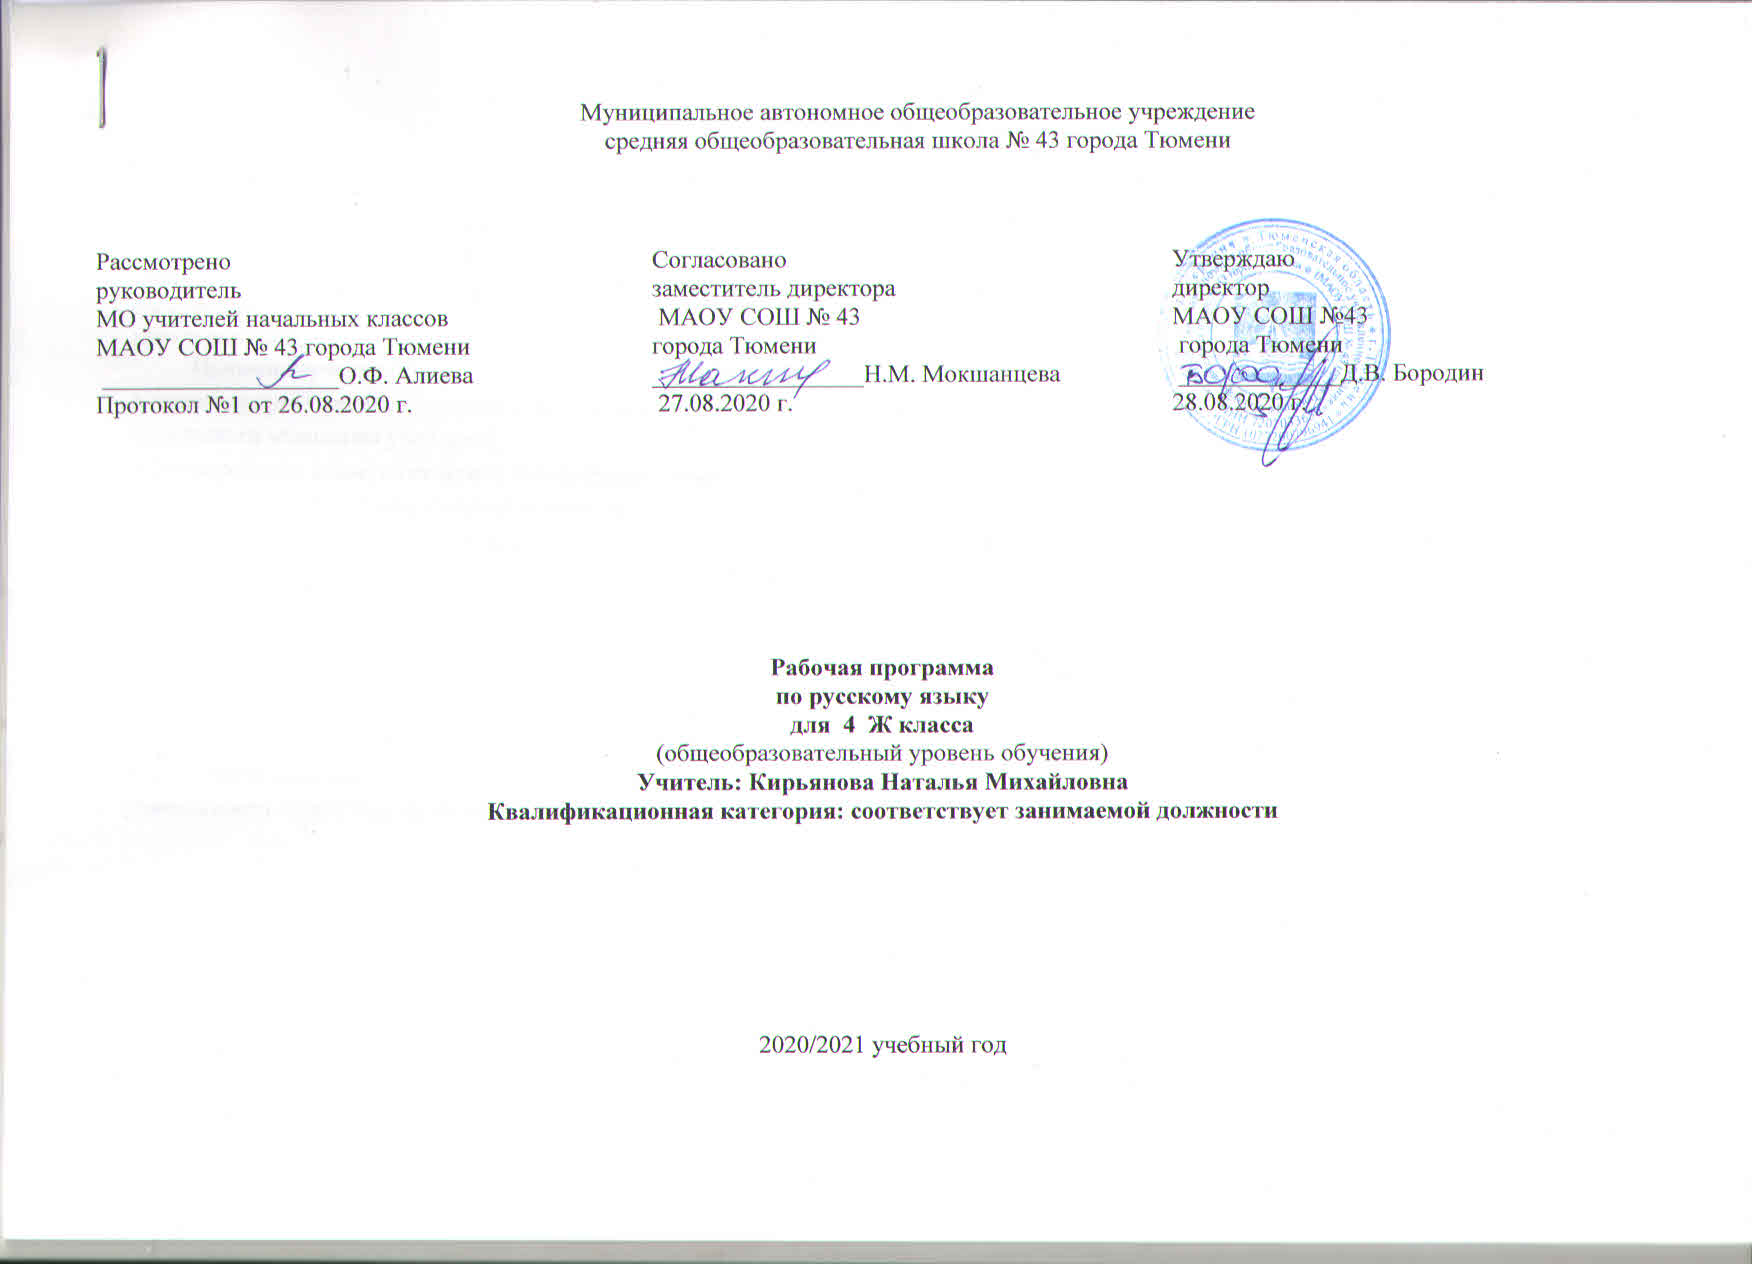 Муниципальное автономное общеобразовательное учреждение
средняя общеобразовательная школа № 43 города Тюмени
Рассмотрено
руководитель
МО учителей начальных классов
МАОУ СОШ № 43 города Тюмени
О.Ф. Алиева
Протокол №1 от 26.08.2020 г.
Согласовано
заместитель директора
МАОУ СОШ № 43
города Тюмени
Н.М. Мокшанцева
27.08.2020 г.
Утверждаю
директор
МАОУ СОШ №43
города Тюмени
Д.В. Бородин
28.08.2020 г.
Рабочая программа
по русскому языку
для 4 Ж класса
(общеобразовательный уровень обучения)
Учитель: Кирьянова Наталья Михайловна
Квалификационная категория: соответствует занимаемой должности
2020/2021 учебный год